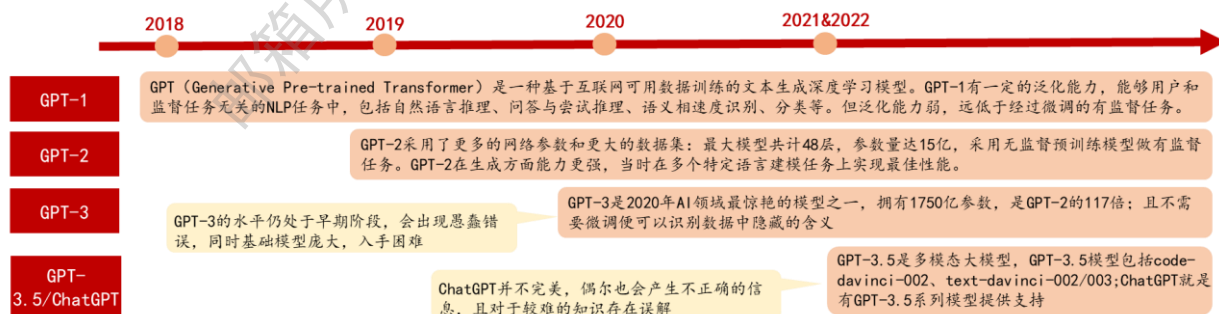 2018
2019
2020
2021&2022
GPT-1
GPT（Generative Pre-trained Transformer）是一种基于互联网可用数据训练的文本生成深度学习模型。GPT-1有一定的泛化能力，能够用户和
监督任务无关的NLP任务中，包括自然语言推理、问答与尝试推理、语义相速度识别、分类等。但泛化能力弱，远低于经过微调的有监督任务。
GPT-2
GPT-2采用了更多的网络参数和更大的数据集：最大模型共计48层，参数量达15亿，采用无监督预训练模型做有监督
任务。GPT-2在生成方面能力更强，当时在多个特定语言建模任务上实现最佳性能。
GPT-3
GPT-3是2020年AI领域最惊艳的模型之一，拥有1750亿参数，是GPT-2的117倍；且不需
要微调便可以识别数据中隐藏的含义
GPT-3的水平仍处于早期阶段，会出现愚蠢错
误，同时基础模型庞大，入手困难
GPT-
3.5/ChatGPT
GPT-3.5是多模态大模型，GPT-3.5模型包括code-
davinci-002、text-davinci-002/003;ChatGPT就是
有GPT-3.5系列模型提供支持
ChatGPT并不完美，偶尔也会产生不正确的信
息，且对于较难的知识存在误解
邮箱